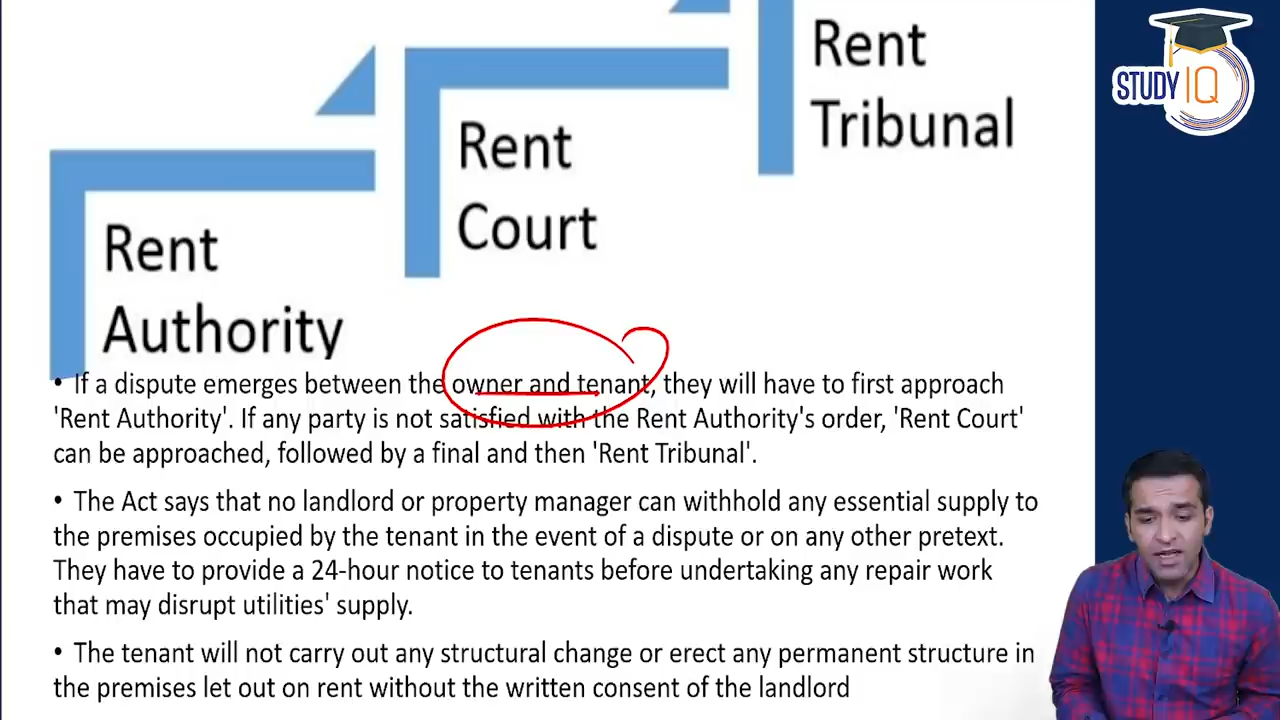 Rent
Tribunal
Rent
Court
Rent
Authority
STUDY IQ
• If a dispute emerges between the owner and tenant, they will have to first approach
'Rent Authority'. If any party is not satisfied with the Rent Authority's order, 'Rent Court'
can be approached, followed by a final and then 'Rent Tribunal'.
• The Act says that no landlord or property manager can withhold any essential supply to
the premises occupied by the tenant in the event of a dispute or on any other pretext.
They have to provide a 24-hour notice to tenants before undertaking any repair work
that may disrupt utilities' supply.
• The tenant will not carry out any structural change or erect any permanent structure in
the premises let out on rent without the written consent of the landlord